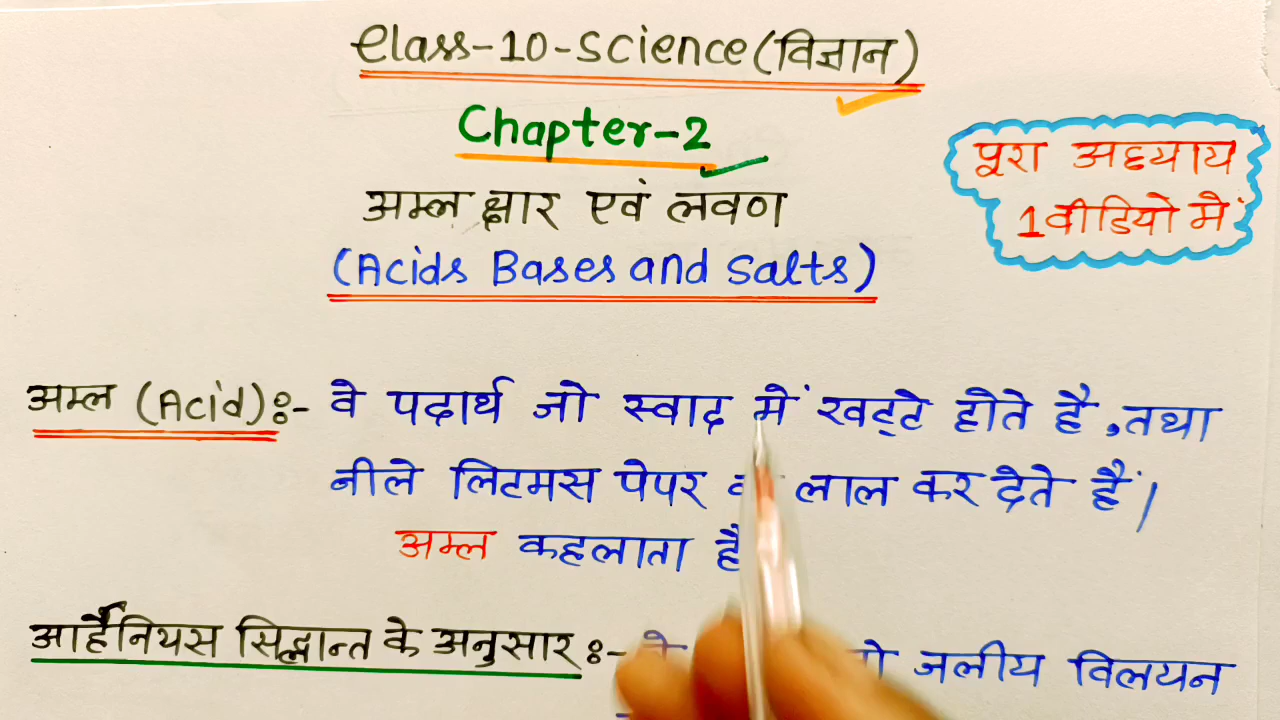 Class-10-Science(विज्ञान)
Chapter-2
पूरा अध्याय
1वीडियो में
अम्ल क्षार एवं लवण
(Acids Bases and Salts)
अम्ल (Acid):- वे पदार्थ जो स्वाद में खट्टे होते है, तथा
नीले लिटमस पेपर लाल कर देते हैं।
अम्ल कहलाता है
आर्हेनियस सिद्धान्त के अनुसार :- जलीय विलयन